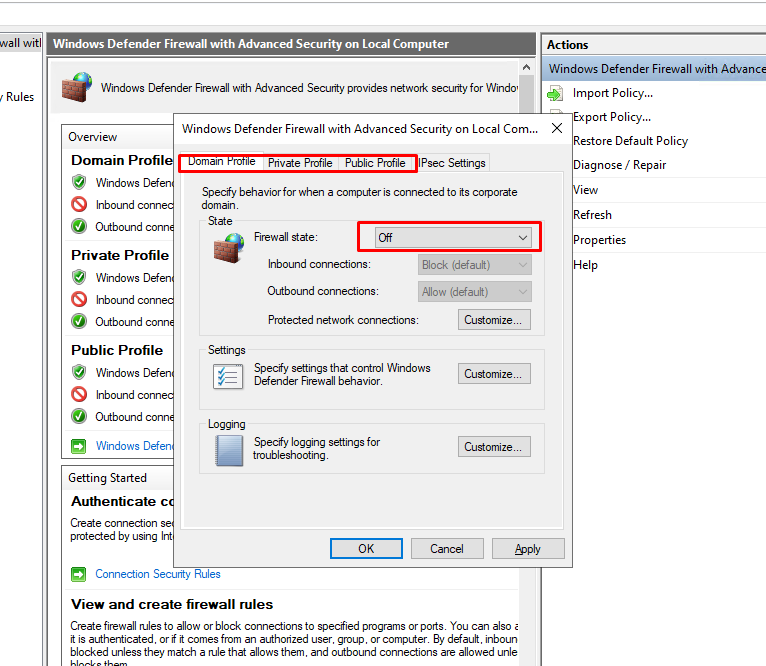 wall wit
y Rules
Windows Defender Firewall with Advanced Security on Local Computer
Windows Defender Firewall with Advanced Security provides network security for Window
Overview
Domain Profile
Windows Defen
Inbound connec
Outbound conne
Private Profile
Windows Defen
Inbound connec
Outbound conne
Public Profile
Windows Defen
Inbound connec
Outbound conne
Windows Defend
Getting Started
Authenticate co
Create connection sec
protected by using Inte
Connection Security Rules
View and create firewall rules
Create firewall rules to allow or block connections to specified programs or ports. You can also a
it is authenticated, or if it comes from an authorized user, group, or computer. By default, inboun
blocked unless they match a rule that allows them, and outbound connections are allowed unle
blocks them.
Windows Defender Firewall with Advanced Security on Local Com...
Domain Profile
Private Profile
Public Profile
IPsec Settings
Specify behavior for when a computer is connected to its corporate
domain.
State
Firewall state:
Off
Inbound connections:
Block (default)
Outbound connections:
Allow (default)
Protected network connections:
Customize...
Settings
Specify settings that control Windows
Defender Firewall behavior.
Customize...
Logging
Specify logging settings for
troubleshooting.
Customize...
OK
Cancel
Apply
Actions
Windows Defender Firewall with Advance
Import Policy...
Export Policy...
Restore Default Policy
Diagnose / Repair
View
Refresh
Properties
Help